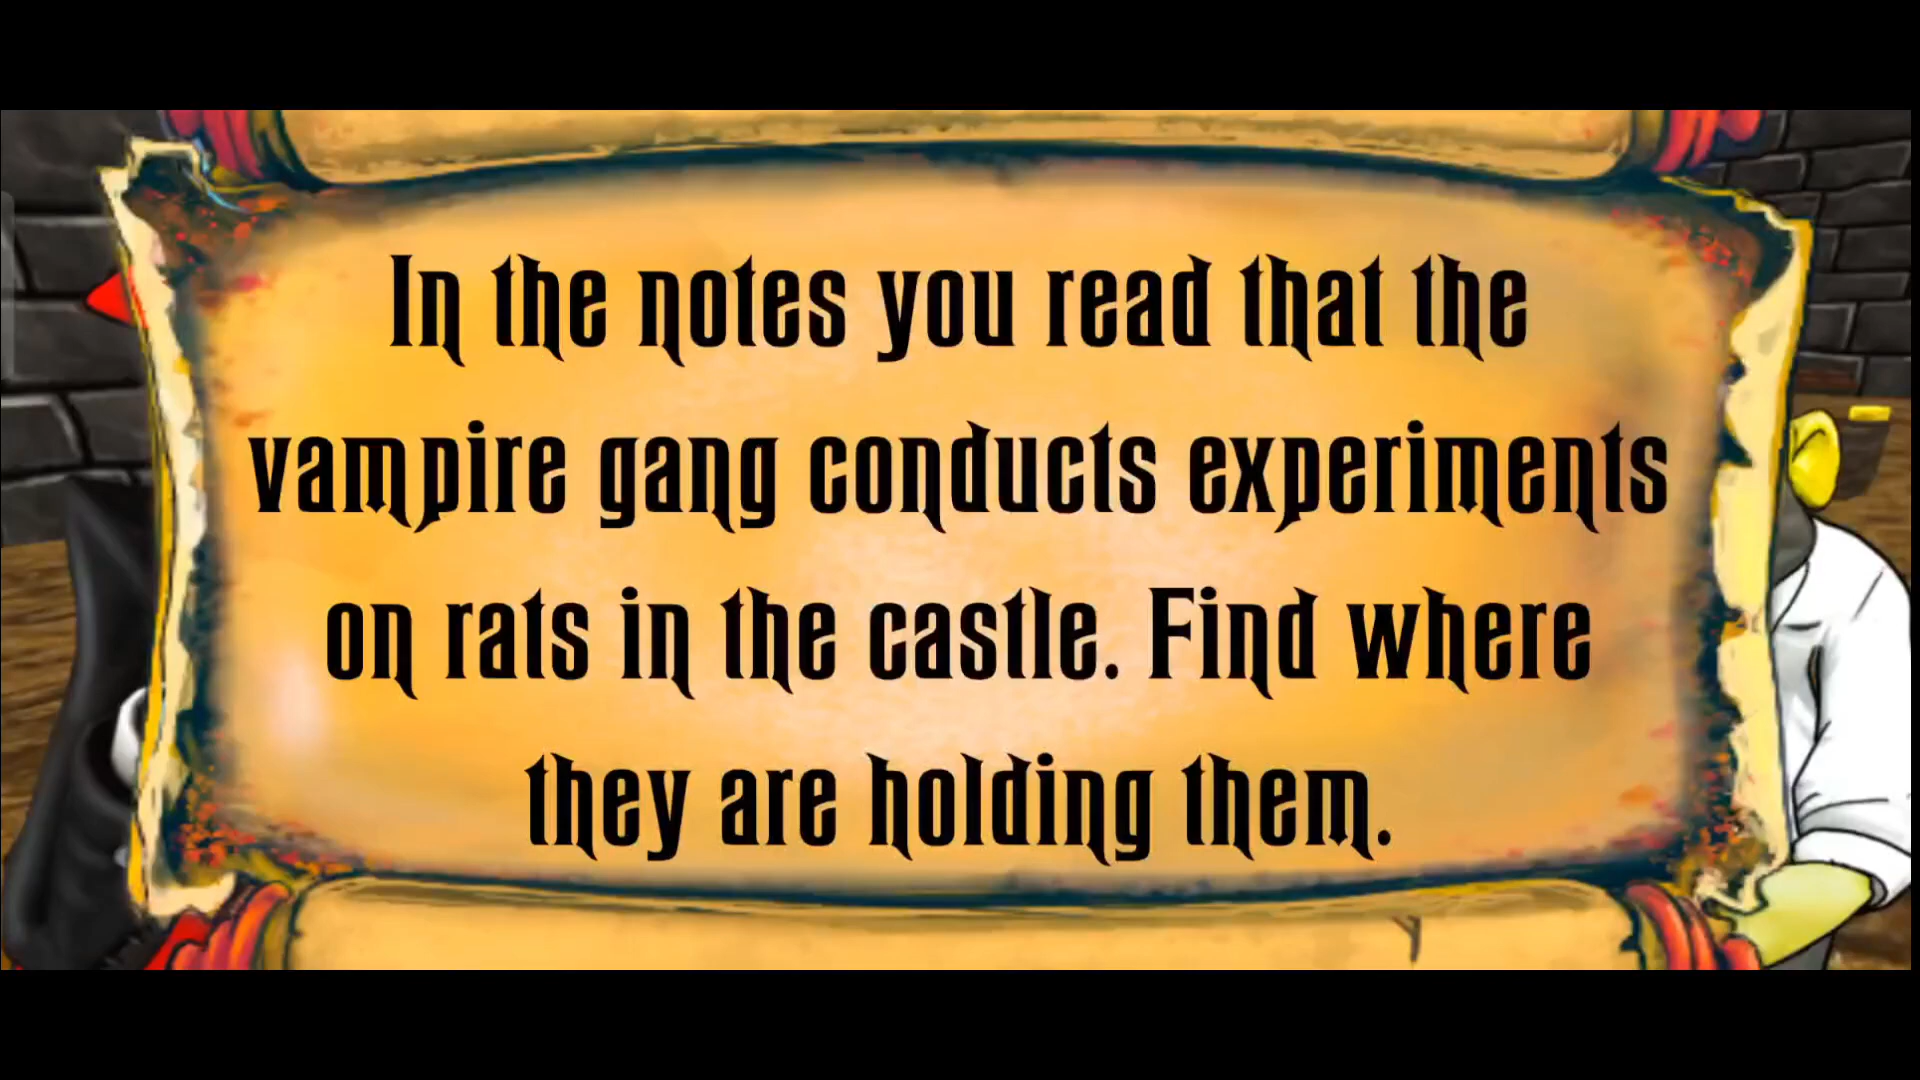 In the notes you read that the
vampire gang conducts experiments
on rats in the castle. Find where
they are holding them.